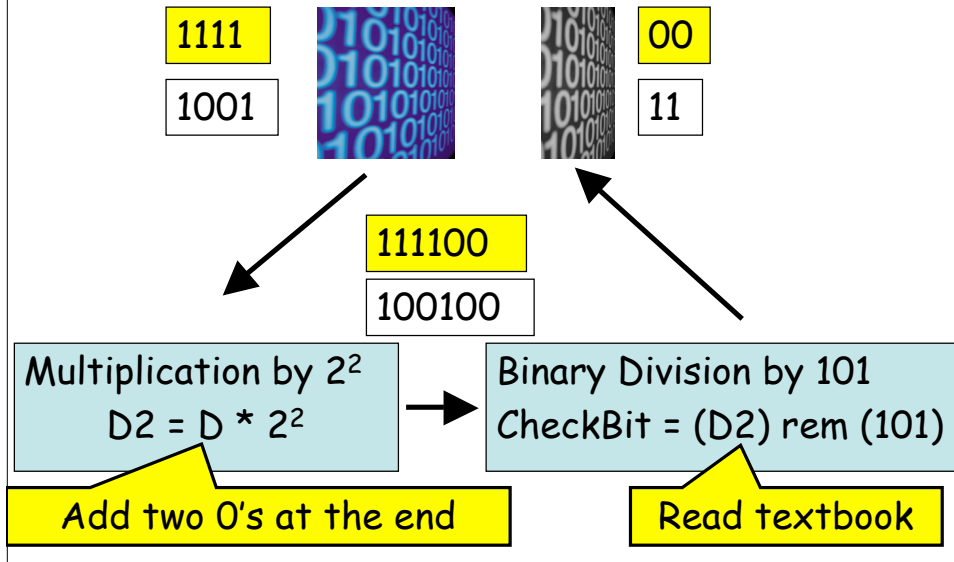 1111
00
1001
11
111100
100100
Multiplication by 2²
D2 = D * 2²
Binary Division by 101
CheckBit = (D2) rem (101)
Add two 0's at the end
Read textbook